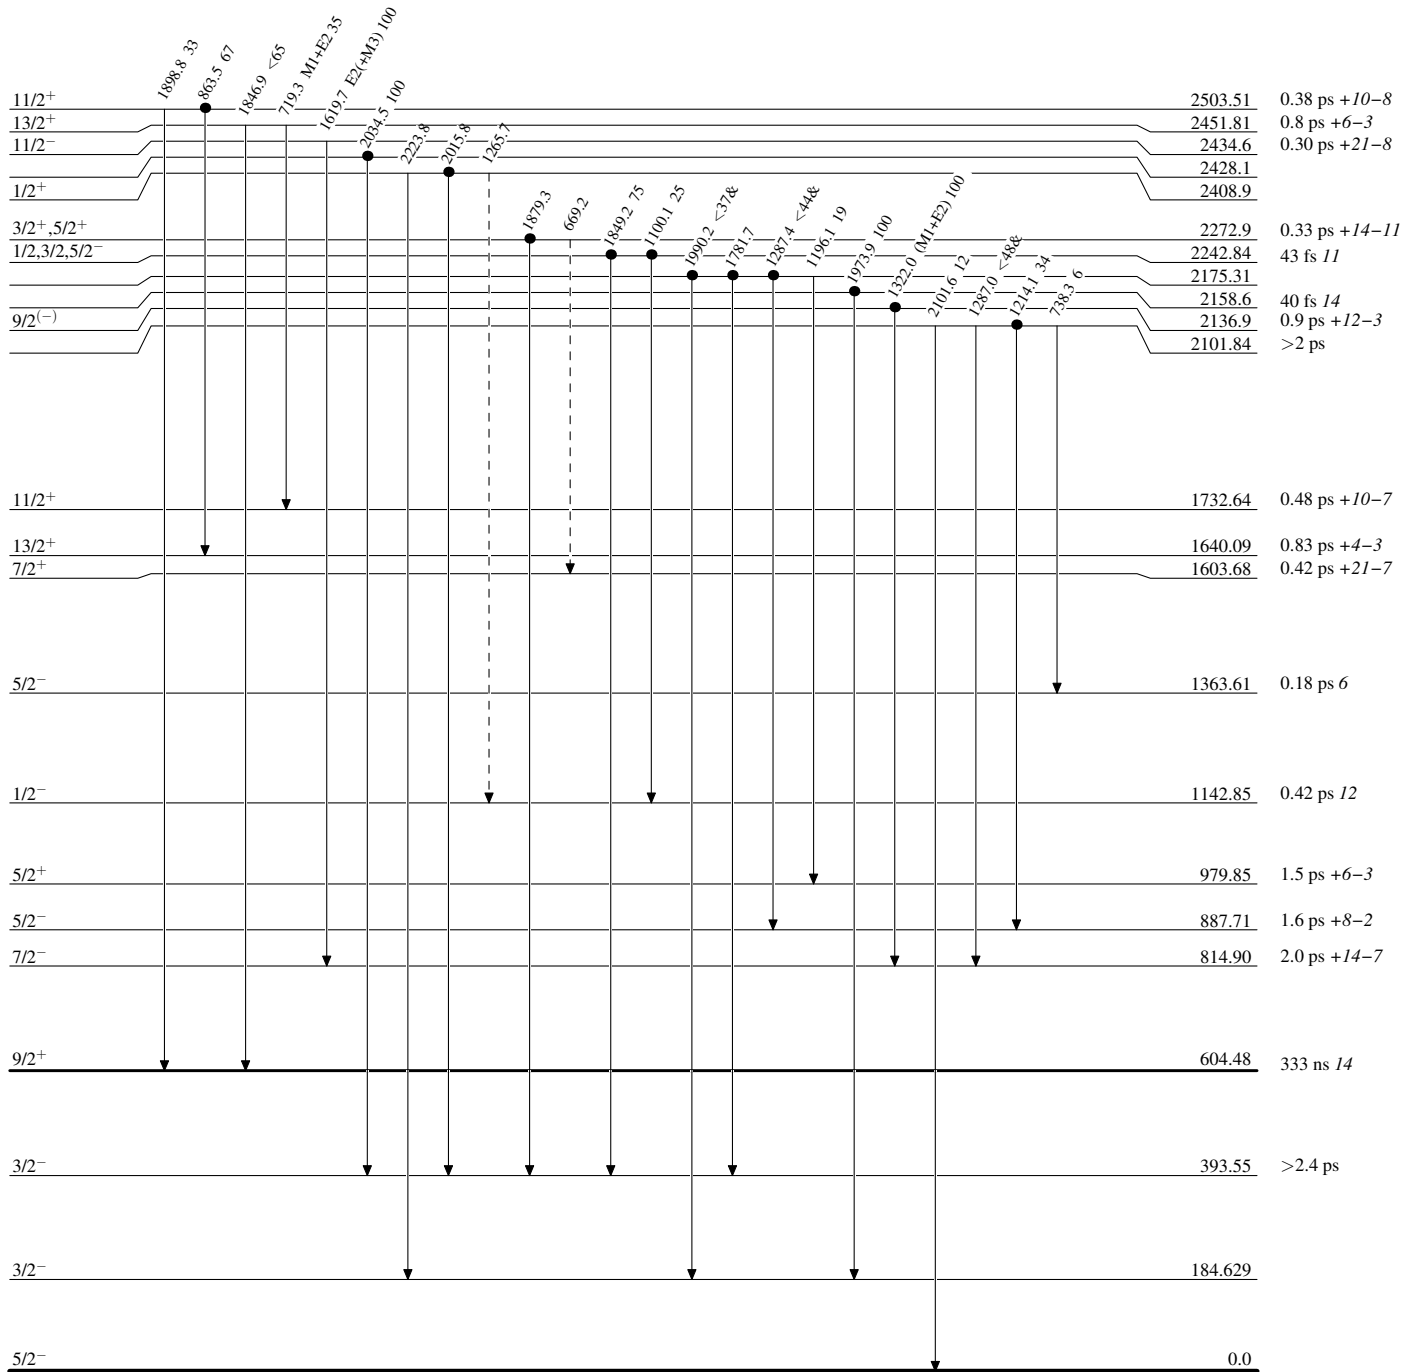 1898.8 33
863.5 67
1846.9 <65
719.3 M1+E2 35
1619.7 E2(+M3) 100
2034.5 100
2223.8
2015.8
1265.7
1879.3
669.2
1849.2 75
1100.1 25
1990.2 <37&
1781.7
1287.4 <44&
1196.1 19
1973.9 100
1322.0 (M1+E2) 100
2101.6 12
1287.0 <48&
1214.1 34
738.3 6
11/2⁺ 2503.51 0.38 ps +10−8
13/2⁺ 2451.81 0.8 ps +6−3
11/2⁻ 2434.6 0.30 ps +21−8
2428.1
1/2⁺ 2408.9
3/2⁺,5/2⁺ 2272.9 0.33 ps +14−11
1/2,3/2,5/2⁻ 2242.84 43 fs 11
2175.31
2158.6 40 fs 14
9/2⁽⁻⁾ 2136.9 0.9 ps +12−3
2101.84 >2 ps
11/2⁺ 1732.64 0.48 ps +10−7
13/2⁺ 1640.09 0.83 ps +4−3
7/2⁺ 1603.68 0.42 ps +21−7
5/2⁻ 1363.61 0.18 ps 6
1/2⁻ 1142.85 0.42 ps 12
5/2⁺ 979.85 1.5 ps +6−3
5/2⁻ 887.71 1.6 ps +8−2
7/2⁻ 814.90 2.0 ps +14−7
9/2⁺ 604.48 333 ns 14
3/2⁻ 393.55 >2.4 ps
3/2⁻ 184.629
5/2⁻ 0.0